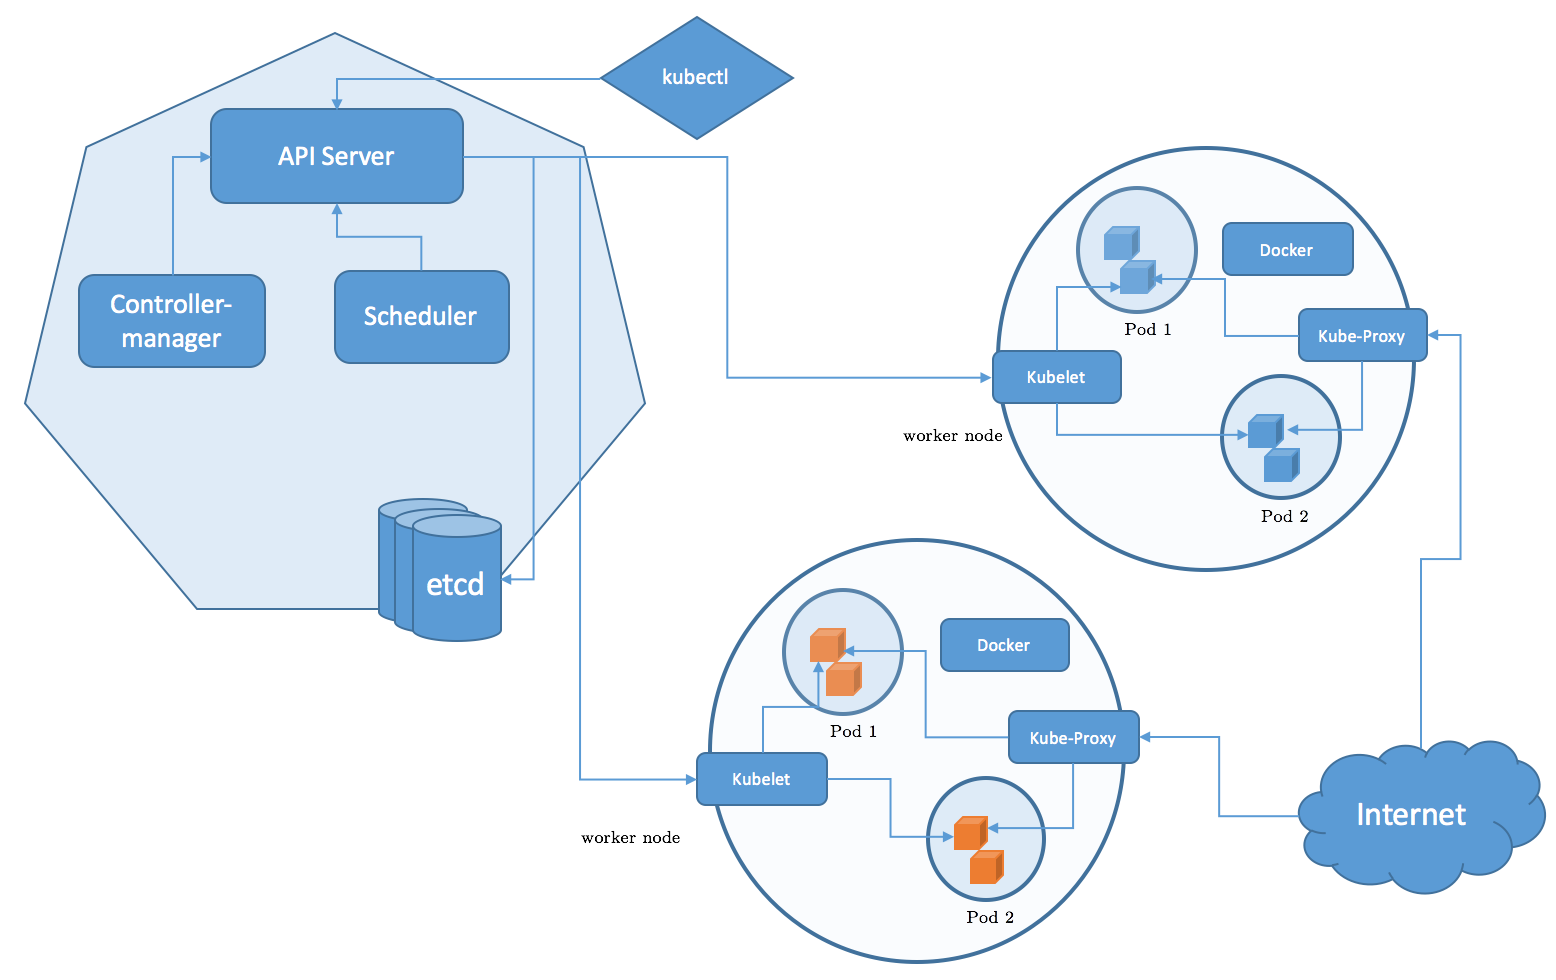 kubectl
API Server
Controller-
manager
Scheduler
etcd
Pod 1
Docker
Kube-Proxy
Kubelet
worker node
Pod 2
Pod 1
Docker
Kube-Proxy
Kubelet
worker node
Pod 2
Internet